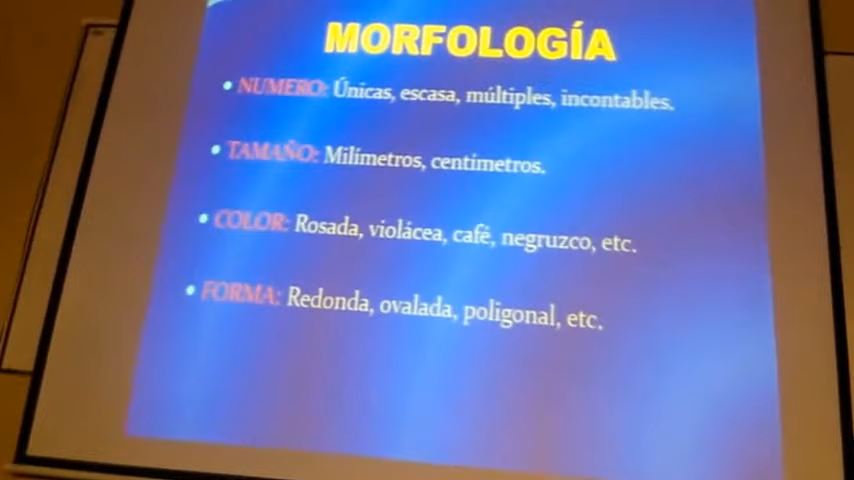 MORFOLOGÍA
• NUMERO: Únicas, escasa, múltiples, incontables.
• TAMAÑO: Milímetros, centímetros.
• COLOR: Rosada, violácea, café, negruzco, etc.
• FORMA: Redonda, ovalada, poligonal, etc.